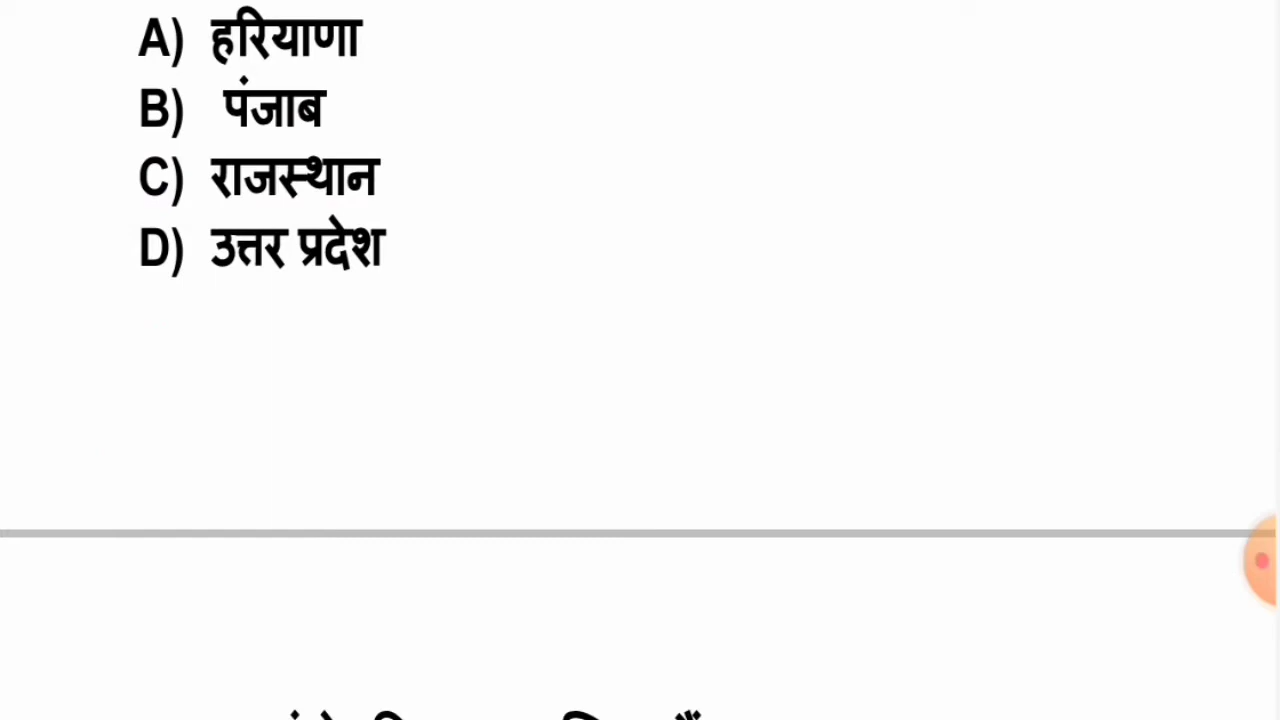 A) हरियाणा
B) पंजाब
C) राजस्थान
D) उत्तर प्रदेश